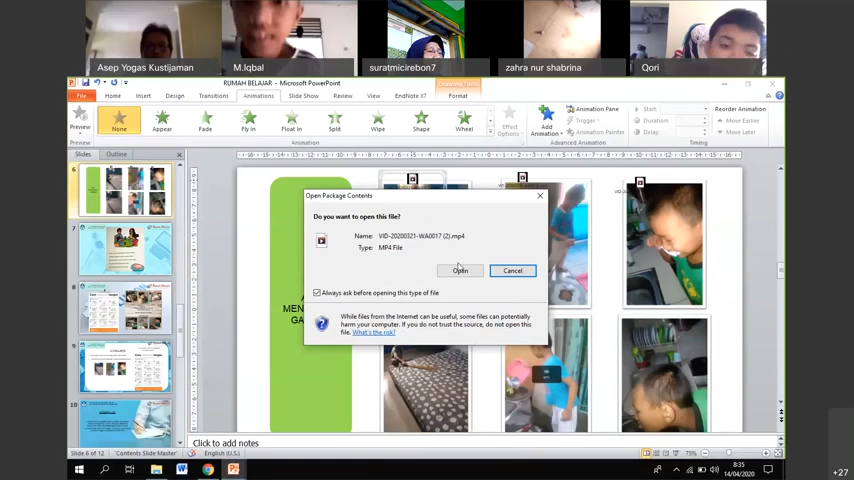 Asep Yogas Kustijaman
M.Iqbal
suratmicirebon7
zahra nur shabrina
Qori
RUMAH BELAJAR - Microsoft PowerPoint
Drawing Tools
File
Home
Insert
Design
Transitions
Animations
Slide Show
Review
View
EndNote X7
Format
Preview
None
Appear
Fade
Fly In
Float In
Split
Wipe
Shape
Wheel
Effect
Options
Add
Animation
Animation Pane
Trigger
Animation Painter
Start:
Duration:
Delay:
Reorder Animation
Move Earlier
Move Later
Preview
Animation
Advanced Animation
Timing
Slides
Outline
6
7
8
9
10
Open Package Contents
Do you want to open this file?
Name: VID-20200321-WA0017 (2).mp4
Type: MP4 File
Open
Cancel
Always ask before opening this type of file
While files from the Internet can be useful, some files can potentially
harm your computer. If you do not trust the source, do not open this
file. What's the risk?
MEN
GA
Click to add notes
Slide 6 of 12
"Contents Slide Master"
English (U.S.)
75%
8:35
14/04/2020
+27